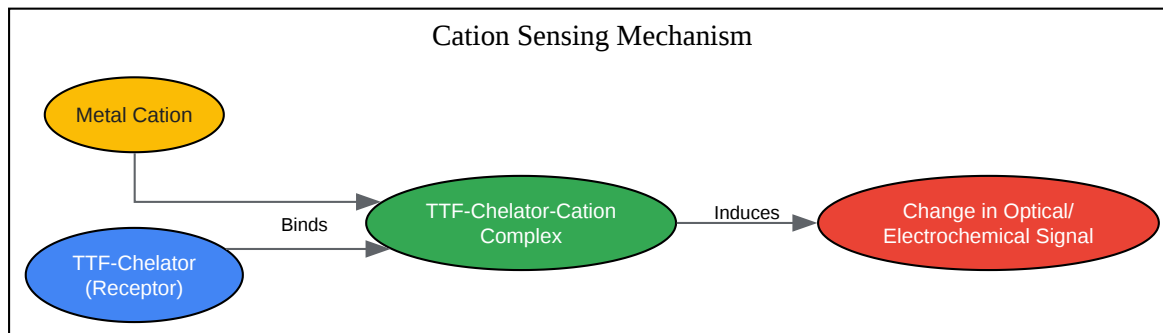 Cation Sensing Mechanism
Metal Cation
Binds
TTF-Chelator
(Receptor)
TTF-Chelator-Cation
Complex
Induces
Change in Optical/
Electrochemical Signal